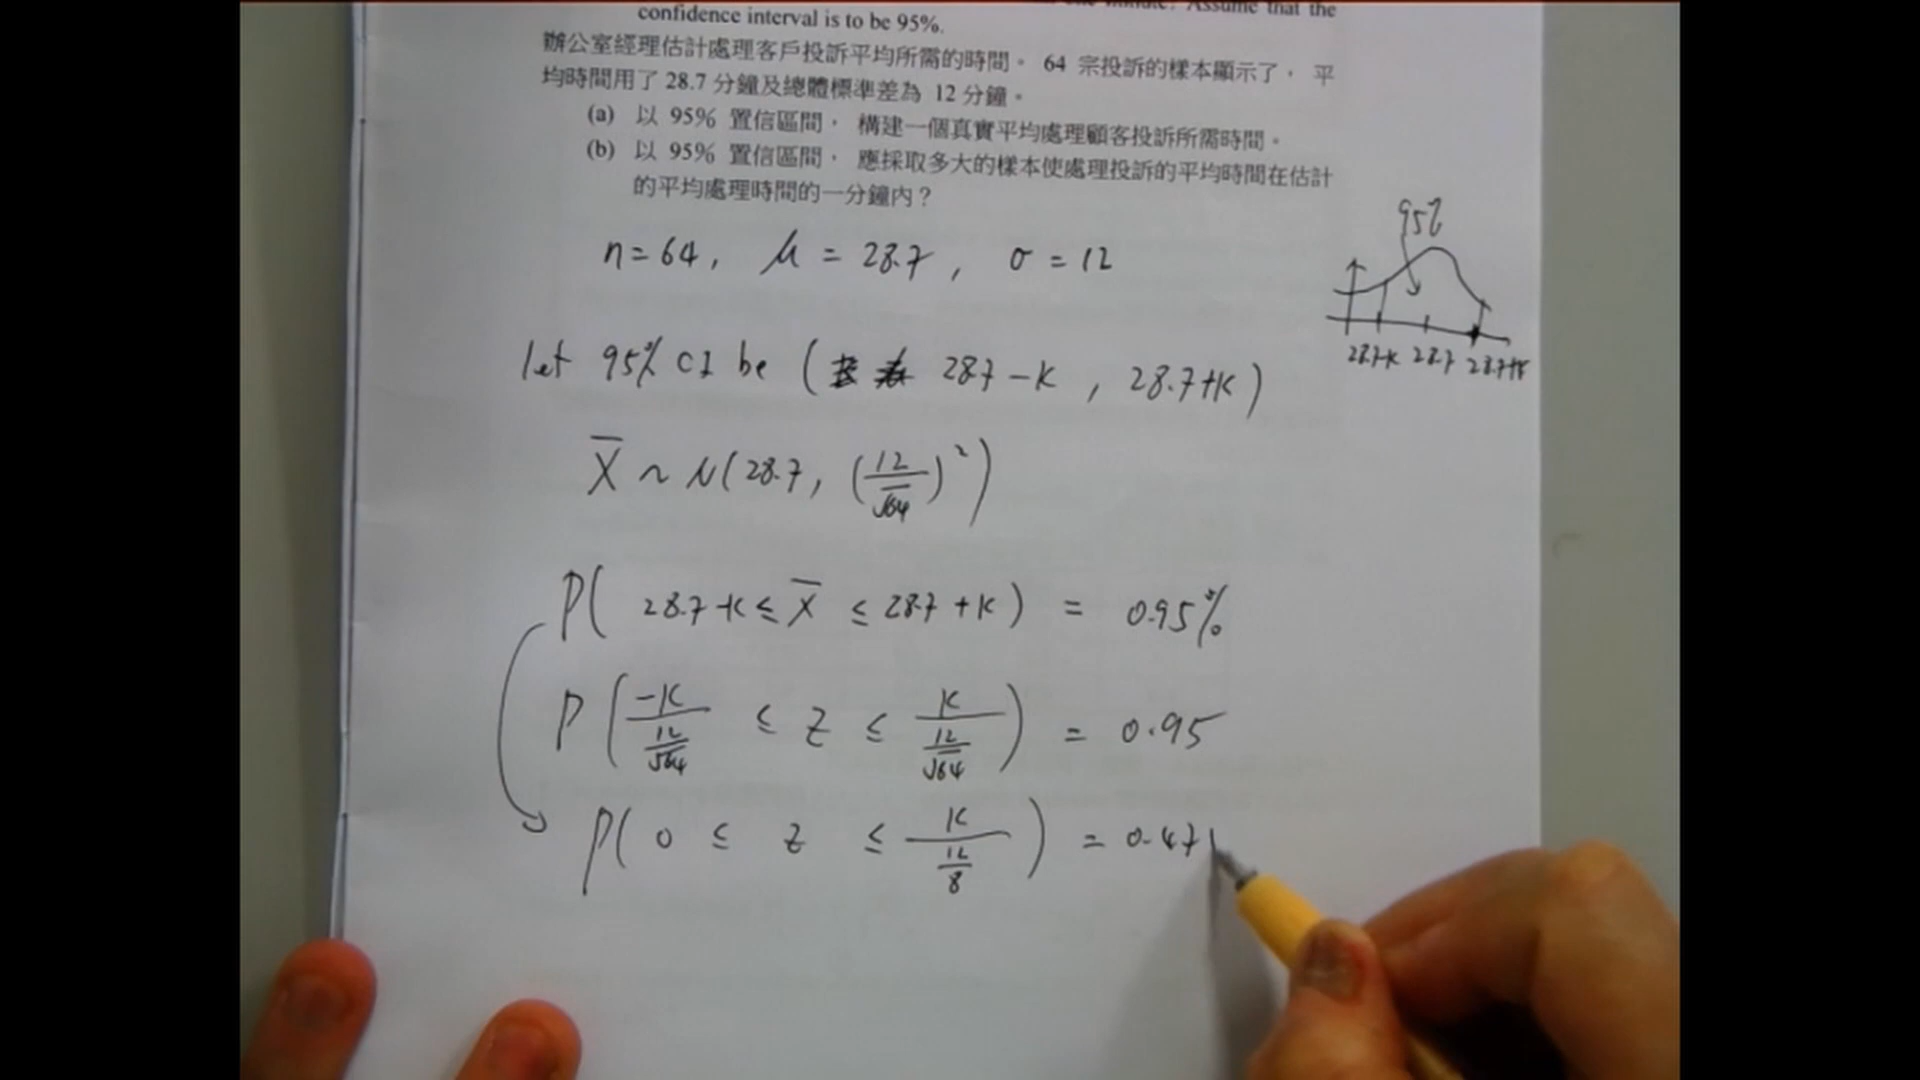 one minute? Assume that the
confidence interval is to be 95%.
辦公室經理估計處理客戶投訴平均所需的時間。 64 宗投訴的樣本顯示了, 平
均時間用了 28.7 分鐘及總體標準差為 12 分鐘。
(a) 以 95% 置信區間, 構建一個真實平均處理顧客投訴所需時間。
(b) 以 95% 置信區間, 應採取多大的樣本使處理投訴的平均時間在估計
的平均處理時間的一分鐘內?
95%
n=64, μ = 28.7, σ = 12
28.7-K 28.7 28.7+K
let 95% CI be ( 28.7-K , 28.7+K)
X̄ ~ N(28.7, (12/√64)²)
P( 28.7-K ≤ X̄ ≤ 28.7+K) = 0.95%
P( -K/(12/√64) ≤ Z ≤ K/(12/√64) ) = 0.95
P( 0 ≤ Z ≤ K/(12/8) ) = 0.47